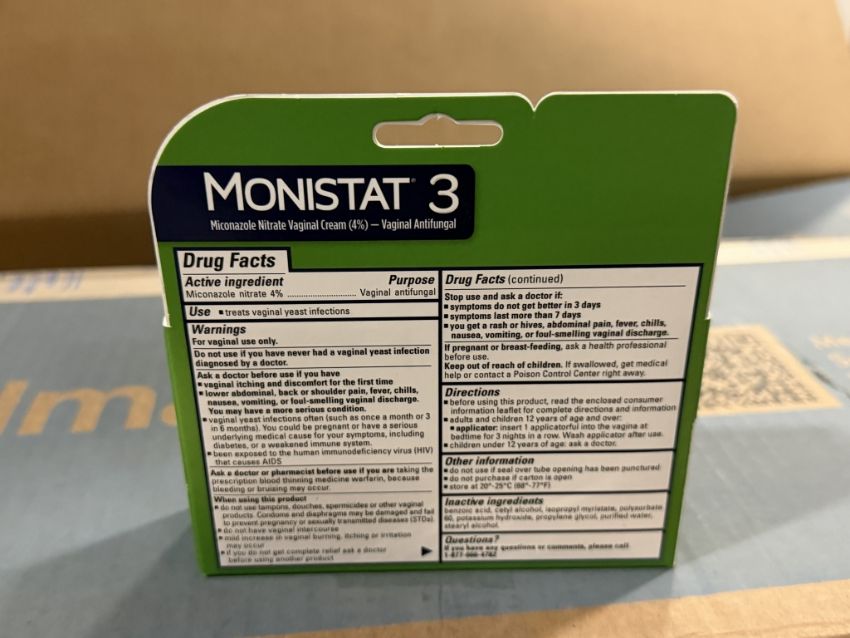 MONISTAT® 3
Miconazole Nitrate Vaginal Cream (4%) — Vaginal Antifungal
Drug Facts
Active ingredient Purpose
Miconazole nitrate 4% ............................ Vaginal antifungal
Use ▪ treats vaginal yeast infections
Warnings
For vaginal use only.
Do not use if you have never had a vaginal yeast infection
diagnosed by a doctor.
Ask a doctor before use if you have
▪ vaginal itching and discomfort for the first time
▪ lower abdominal, back or shoulder pain, fever, chills,
nausea, vomiting, or foul-smelling vaginal discharge.
You may have a more serious condition.
▪ vaginal yeast infections often (such as once a month or 3
in 6 months). You could be pregnant or have a serious
underlying medical cause for your symptoms, including
diabetes, or a weakened immune system.
▪ been exposed to the human immunodeficiency virus (HIV)
that causes AIDS
Ask a doctor or pharmacist before use if you are taking the
prescription blood thinning medicine warfarin, because
bleeding or bruising may occur.
When using this product
▪ do not use tampons, douches, spermicides or other vaginal
products. Condoms and diaphragms may be damaged and fail
to prevent pregnancy or sexually transmitted diseases (STDs).
▪ do not have vaginal intercourse
▪ mild increase in vaginal burning, itching or irritation
may occur
▪ if you do not get complete relief ask a doctor
before using another product
Drug Facts (continued)
Stop use and ask a doctor if:
▪ symptoms do not get better in 3 days
▪ symptoms last more than 7 days
▪ you get a rash or hives, abdominal pain, fever, chills,
nausea, vomiting, or foul-smelling vaginal discharge.
If pregnant or breast-feeding, ask a health professional
before use.
Keep out of reach of children. If swallowed, get medical
help or contact a Poison Control Center right away.
Directions
▪ before using this product, read the enclosed consumer
information leaflet for complete directions and information
▪ adults and children 12 years of age and over:
▪ applicator: insert 1 applicatorful into the vagina at
bedtime for 3 nights in a row. Wash applicator after use.
▪ children under 12 years of age: ask a doctor.
Other information
▪ do not use if seal over tube opening has been punctured
▪ do not purchase if carton is open
▪ store at 20°-25°C (68°-77°F)
Inactive ingredients
benzoic acid, cetyl alcohol, isopropyl myristate, polysorbate
60, potassium hydroxide, propylene glycol, purified water,
stearyl alcohol.
Questions?
If you have any questions or comments, please call